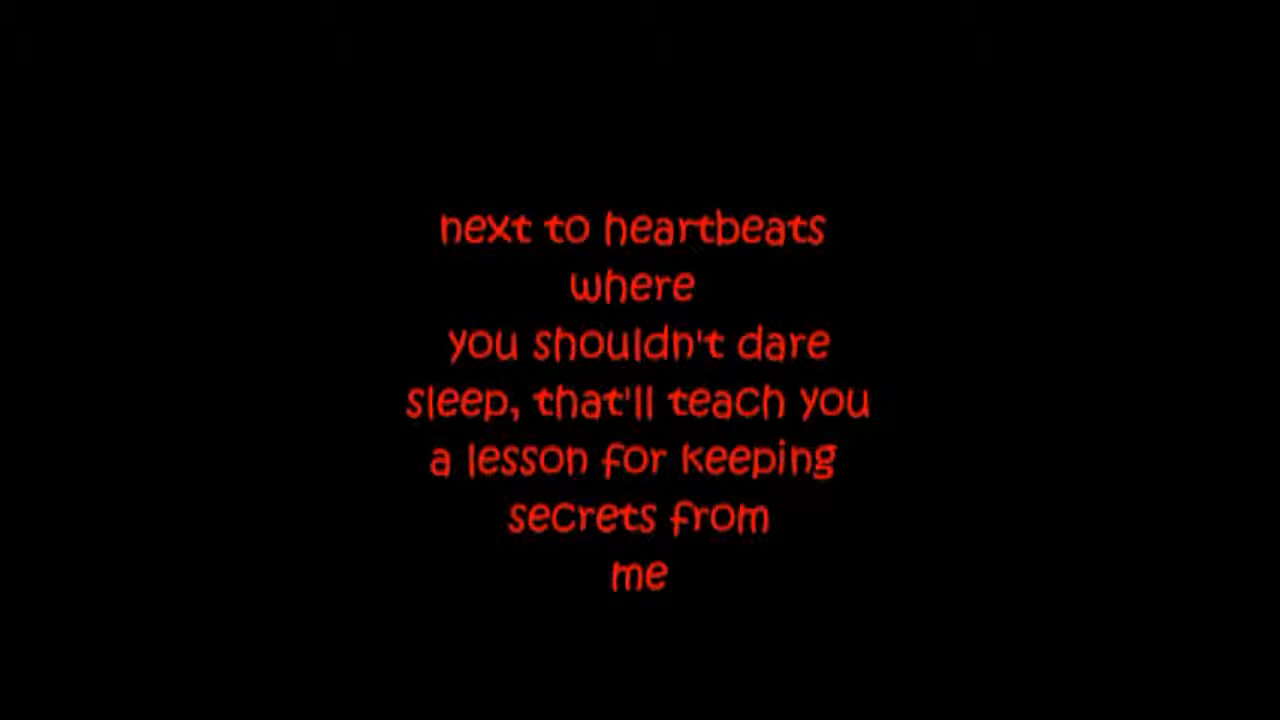 next to heartbeats
where
you shouldn't dare
sleep, that'll teach you
a lesson for keeping
secrets from
me